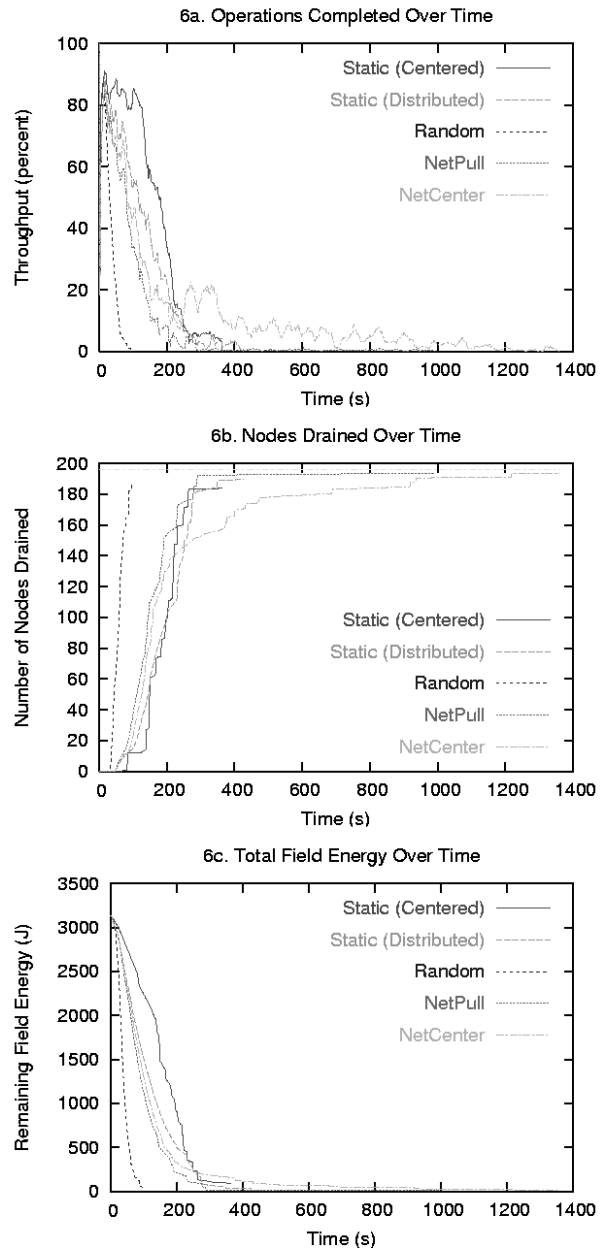 6a. Operations Completed Over Time
Throughput (percent)
100
80
60
40
20
0
Static (Centered)
Static (Distributed)
Random
NetPull
NetCenter
0 200 400 600 800 1000 1200 1400
Time (s)
6b. Nodes Drained Over Time
Number of Nodes Drained
200
180
160
140
120
100
80
60
40
20
0
Static (Centered)
Static (Distributed)
Random
NetPull
NetCenter
0 200 400 600 800 1000 1200 1400
Time (s)
6c. Total Field Energy Over Time
Remaining Field Energy (J)
3500
3000
2500
2000
1500
1000
500
0
Static (Centered)
Static (Distributed)
Random
NetPull
NetCenter
0 200 400 600 800 1000 1200 1400
Time (s)